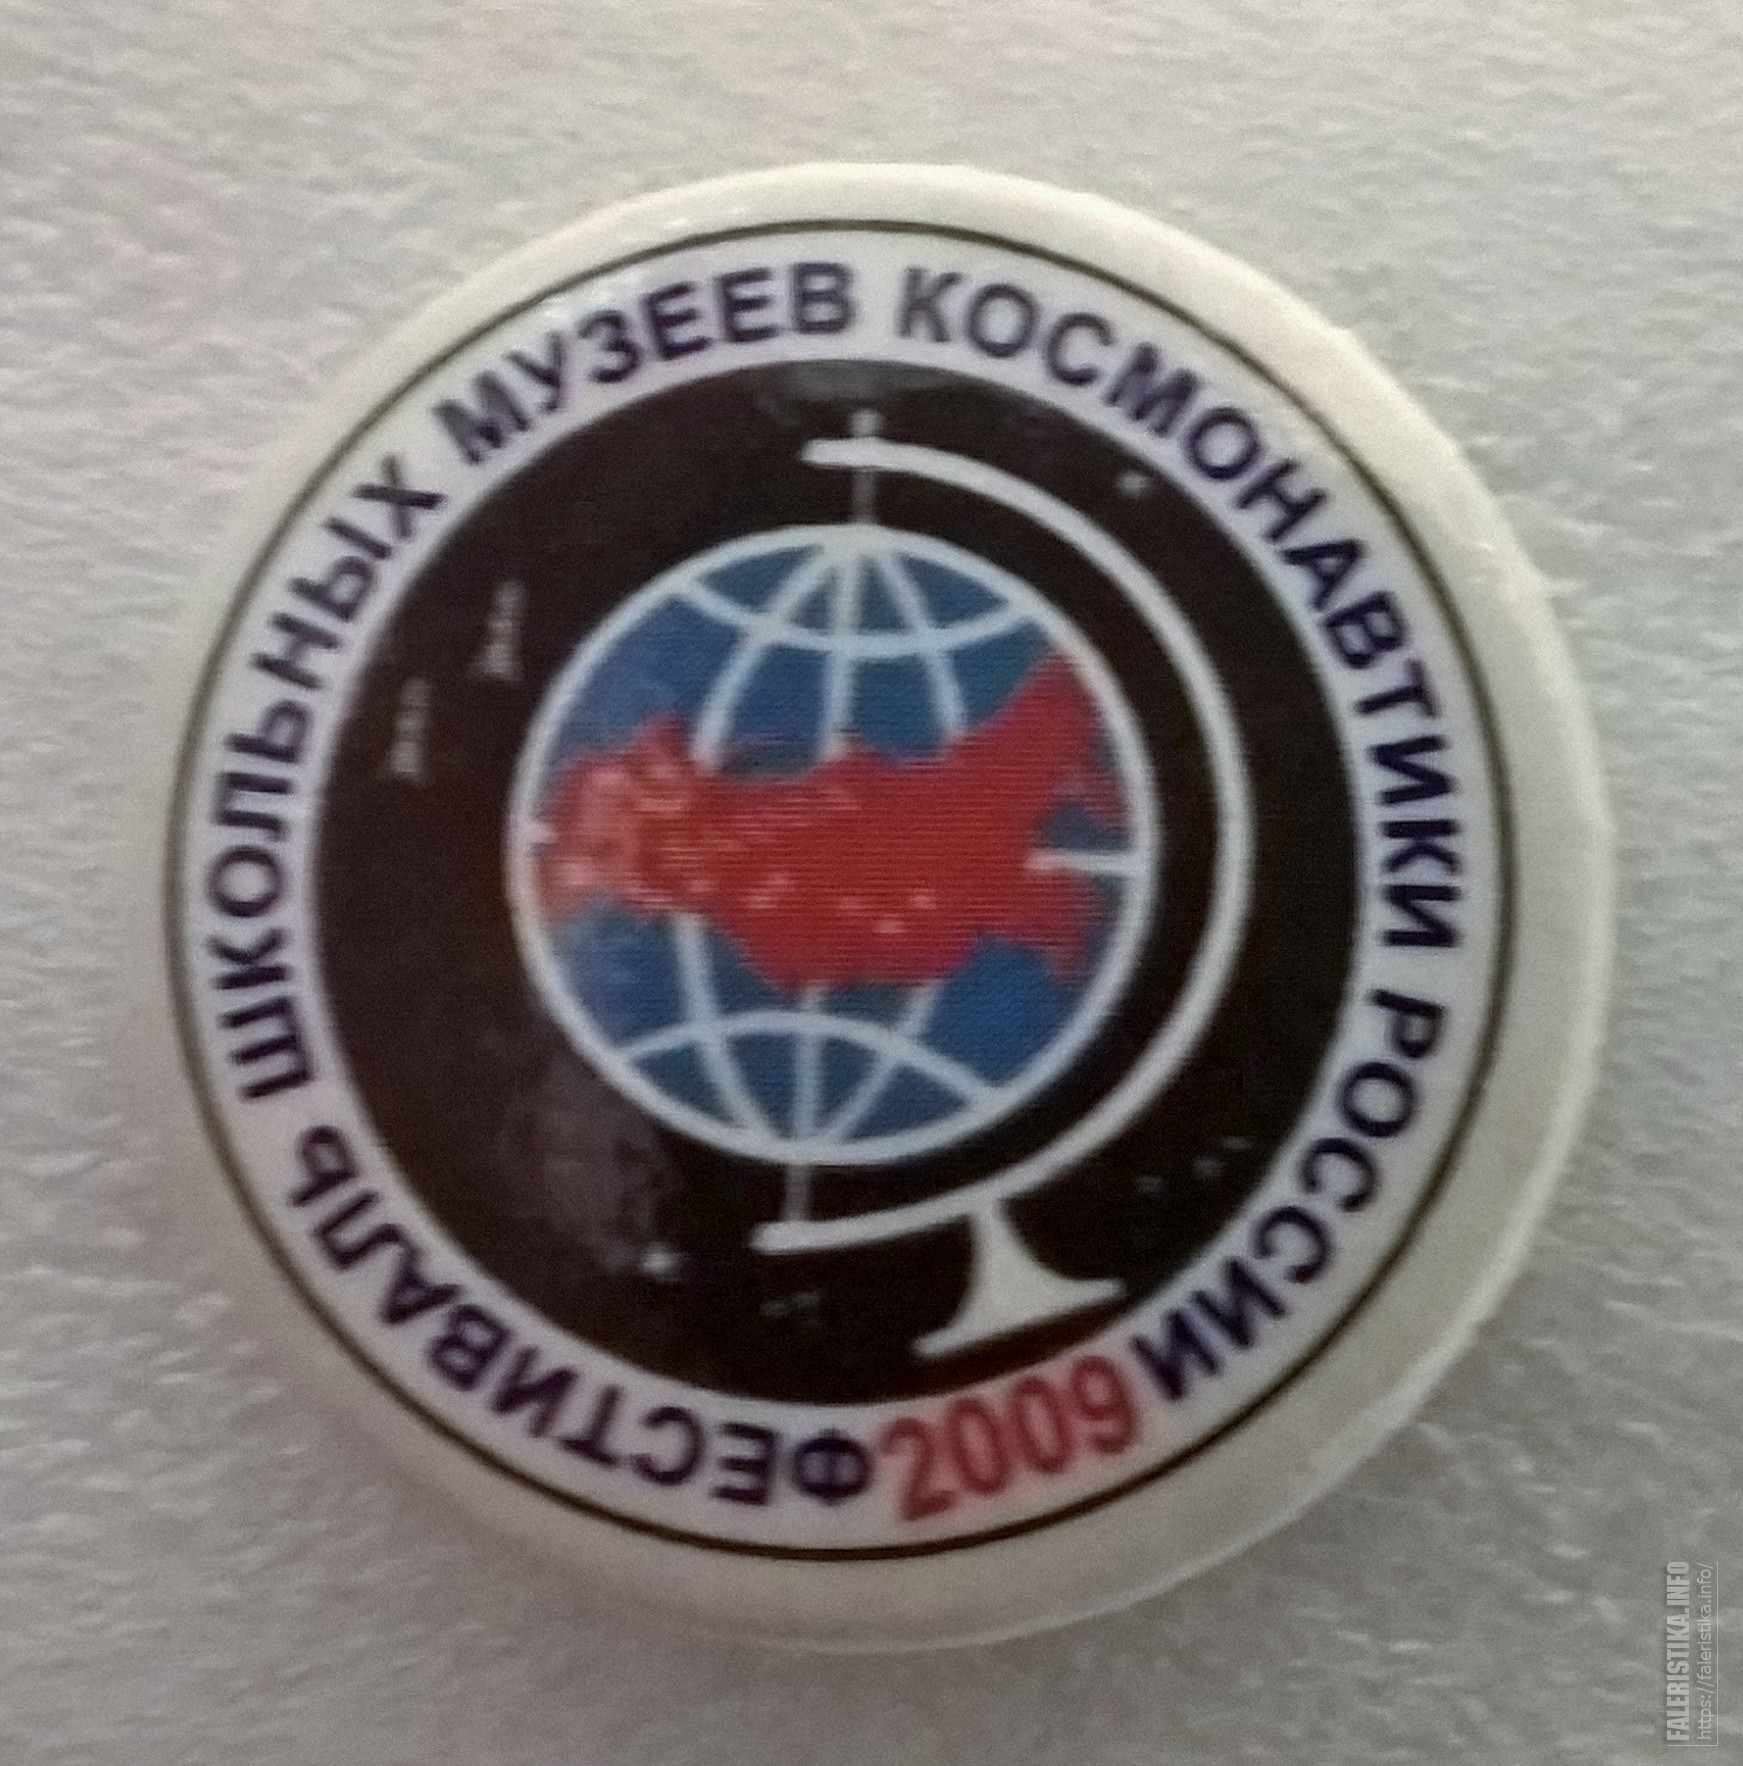 ФЕСТИВАЛЬ ШКОЛЬНЫХ МУЗЕЕВ КОСМОНАВТИКИ РОССИИ
2009
FALERISTIKA.INFO
https://faleristika.info/